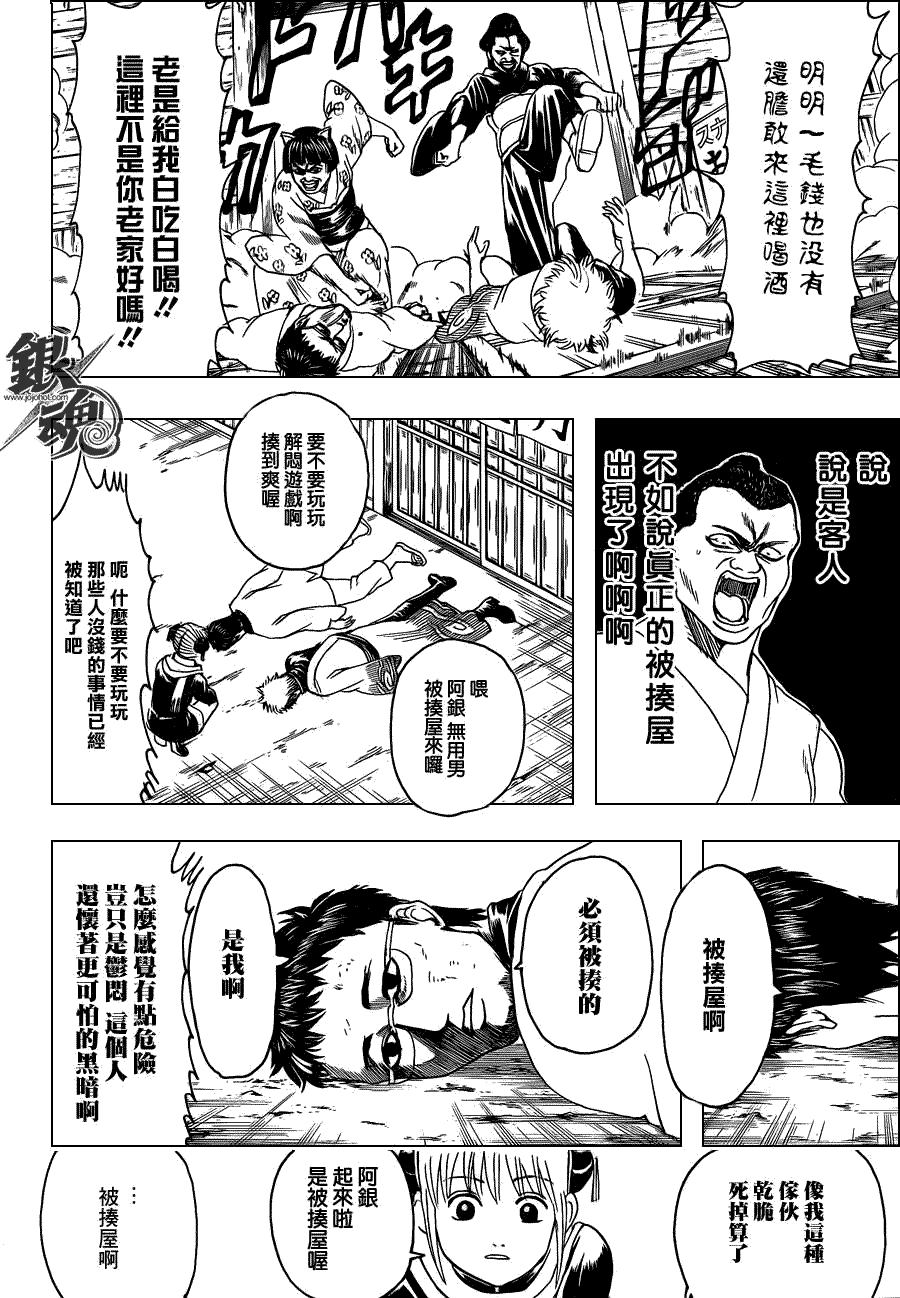 明明一毛錢也沒有
還膽敢來這裡喝酒
スナ
老是給我白吃白喝!!
這裡不是你老家好嗎!!!
銀魂
www.jojohot.com
說
說是客人
不如說真正的被揍屋
出現了啊啊啊
要不要玩玩
解悶遊戲啊
揍到爽喔
喂
阿銀 無用男
被揍屋來囉
呃 什麼要不要玩玩
那些人沒錢的事情已經
被知道了吧
被揍屋啊
必須被揍的
是我啊
怎麼感覺有點危險
豈只是鬱悶 這個人
還懷著更可怕的黑暗啊
像我這種
傢伙
乾脆
死掉算了
阿銀
起來啦
是被揍屋喔
…
被揍屋啊